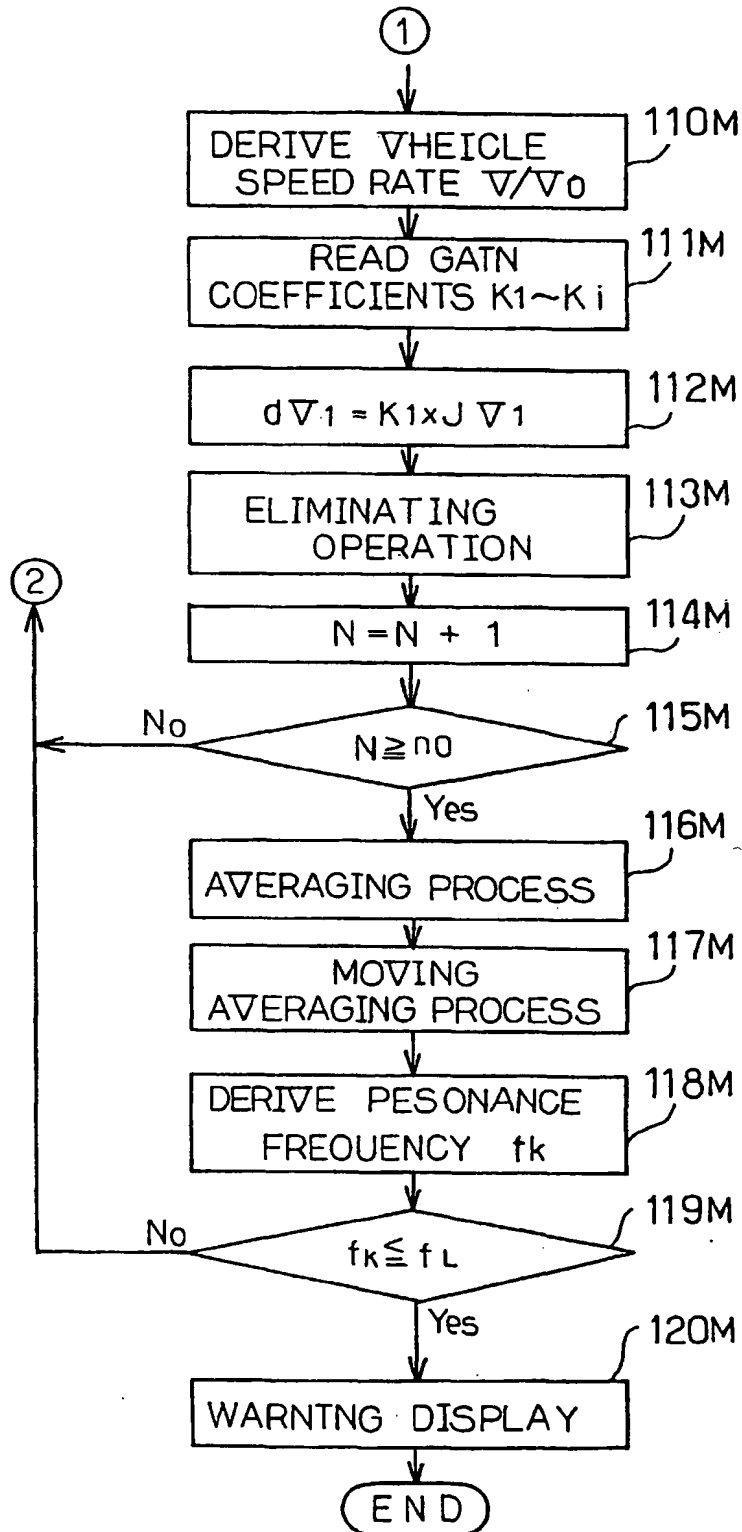 1
110M
DERIVE VHEICLE
SPEED RATE V/V0
111M
READ GATN
COEFFICIENTS K1~Ki
112M
dV1 = K1xJ V1
113M
ELIMINATING
OPERATION
2
114M
N = N + 1
115M
No
N ≧ n0
Yes
116M
AVERAGING PROCESS
117M
MOVING
AVERAGING PROCESS
118M
DERIVE PESONANCE
FREOUENCY fk
119M
No
fK ≦ fL
Yes
120M
WARNTNG DISPLAY
END